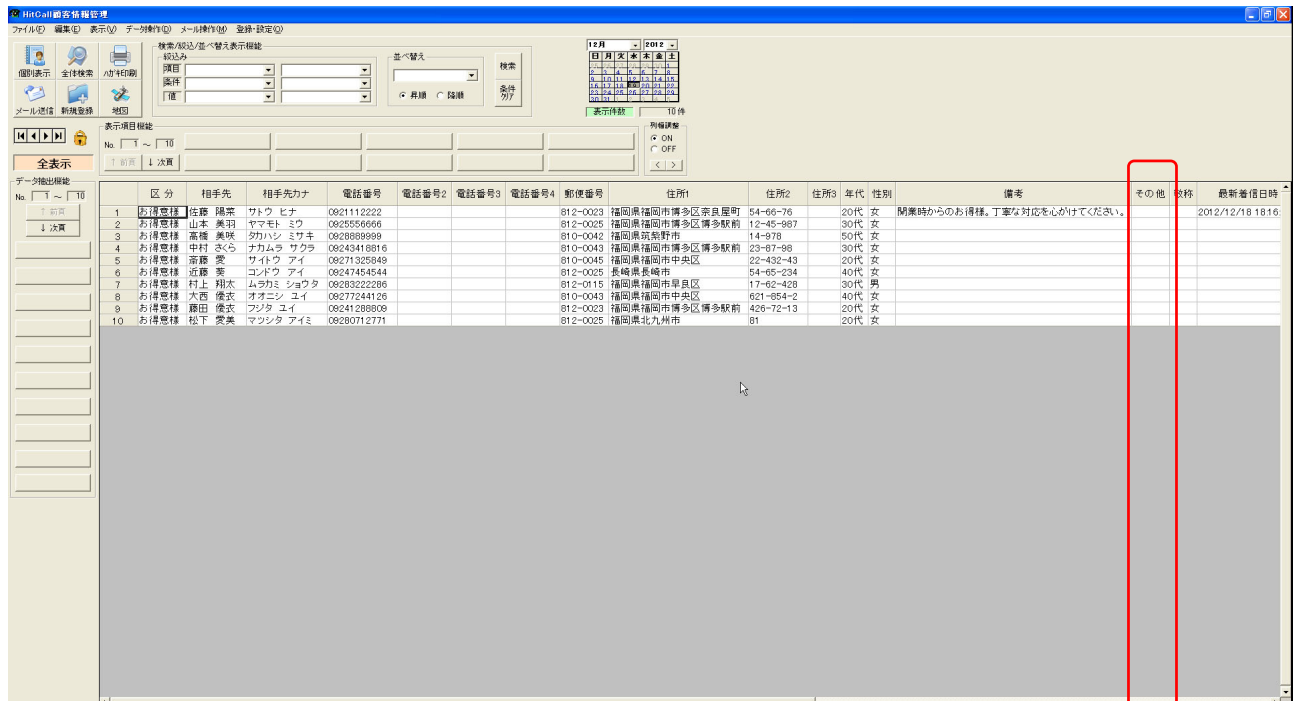 HitCall顧客情報管理
ファイル(F) 編集(E) 表示(V) データ操作(D) メール操作(M) 登録・設定(O)
個別表示 全体検索 ハガキ印刷
メール送信 新規登録 地図
検索/絞込/並べ替え表示機能
絞込み
項目
条件
値
並べ替え
昇順 降順
検索
条件クリア
12月 2012
日 月 火 水 木 金 土
2 3 4 5 6 7 8
9 10 11 12 13 14 15
16 17 18 19 20 21 22
23 24 25 26 27 28 29
30 31
表示件数 10 件
全表示
表示項目機能
No. 1 ～ 10
↑ 前頁 ↓ 次頁
列幅調整
ON
OFF
< >
データ抽出機能
No. 1 ～ 10
↑ 前頁
↓ 次頁
区分 相手先 相手先カナ 電話番号 電話番号2 電話番号3 電話番号4 郵便番号 住所1 住所2 住所3 年代 性別 備考 その他 敬称 最新着信日時
1 お得意様 佐藤 陽菜 サトウ ヒナ 0921112222 812-0023 福岡県福岡市博多区奈良屋町 54-66-76 20代 女 開業時からのお得様。丁寧な対応を心がけてください。 2012/12/18 18:16:
2 お得意様 山本 美羽 ヤマモト ミウ 0925556666 812-0025 福岡県福岡市博多区博多駅前 12-45-987 30代 女
3 お得意様 高橋 美咲 タカハシ ミサキ 0928889999 810-0042 福岡県筑紫野市 14-978 50代 女
4 お得意様 中村 さくら ナカムラ サクラ 09243418816 810-0043 福岡県福岡市博多区博多駅前 23-87-98 30代 女
5 お得意様 斎藤 愛 サイトウ アイ 09271325849 810-0045 福岡県福岡市中央区 22-432-43 20代 女
6 お得意様 近藤 葵 コンドウ アイ 09247454544 812-0025 長崎県長崎市 54-65-234 40代 女
7 お得意様 村上 翔太 ムラカミ ショウタ 09283222286 812-0115 福岡県福岡市早良区 17-62-428 30代 男
8 お得意様 大西 優衣 オオニシ ユイ 09277244126 810-0043 福岡県福岡市中央区 621-854-2 40代 女
9 お得意様 藤田 優衣 フジタ ユイ 09241288809 812-0023 福岡県福岡市博多区博多駅前 426-72-13 20代 女
10 お得意様 松下 愛美 マツシタ アイミ 09280712771 812-0025 福岡県北九州市 81 20代 女